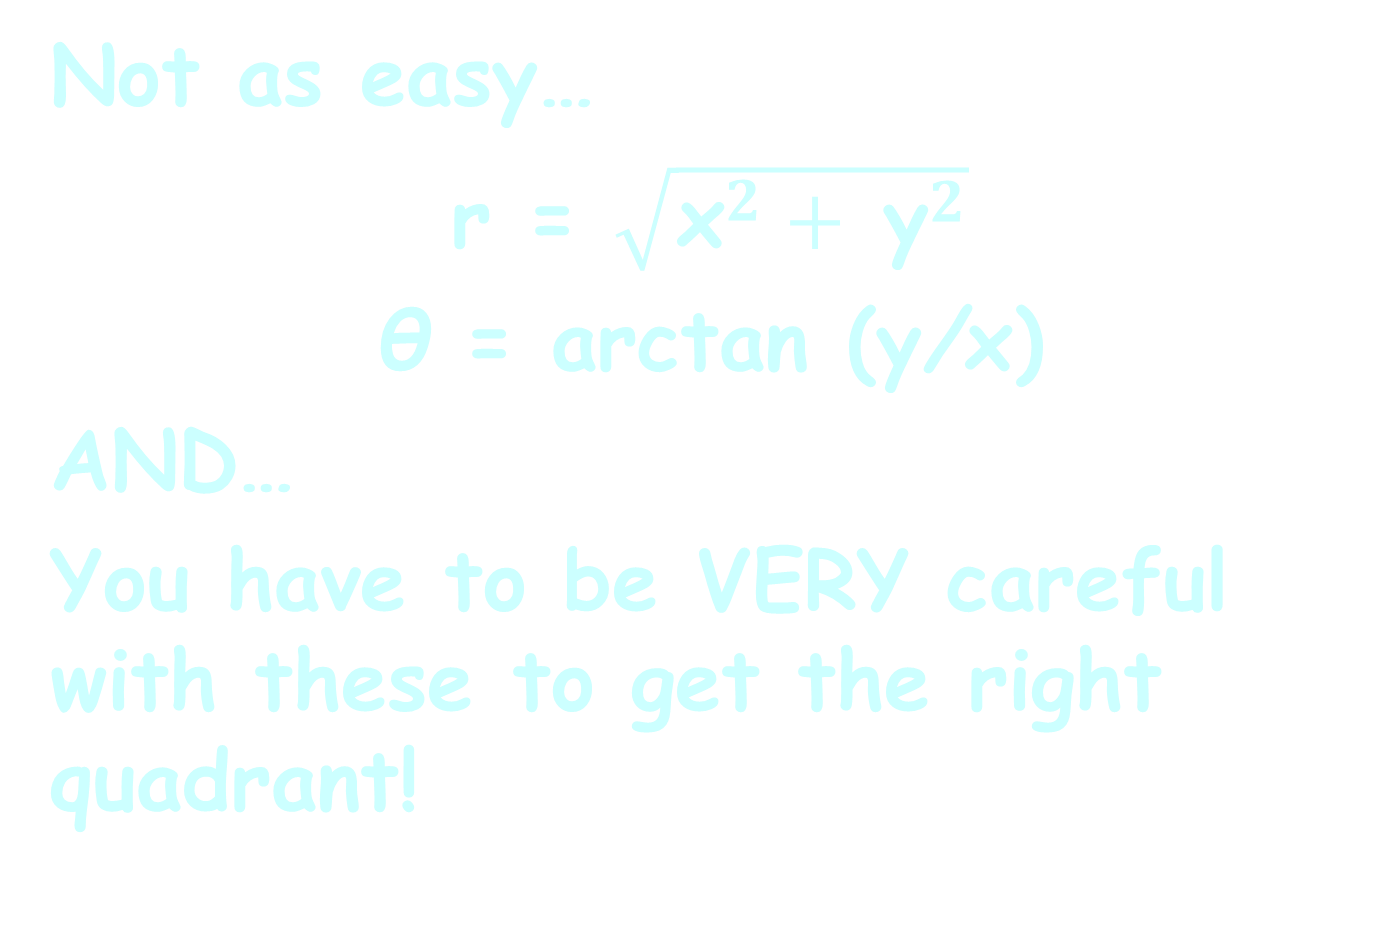 Not as easy…
r = √x² + y²
θ = arctan (y/x)
AND…
You have to be VERY careful
with these to get the right
quadrant!